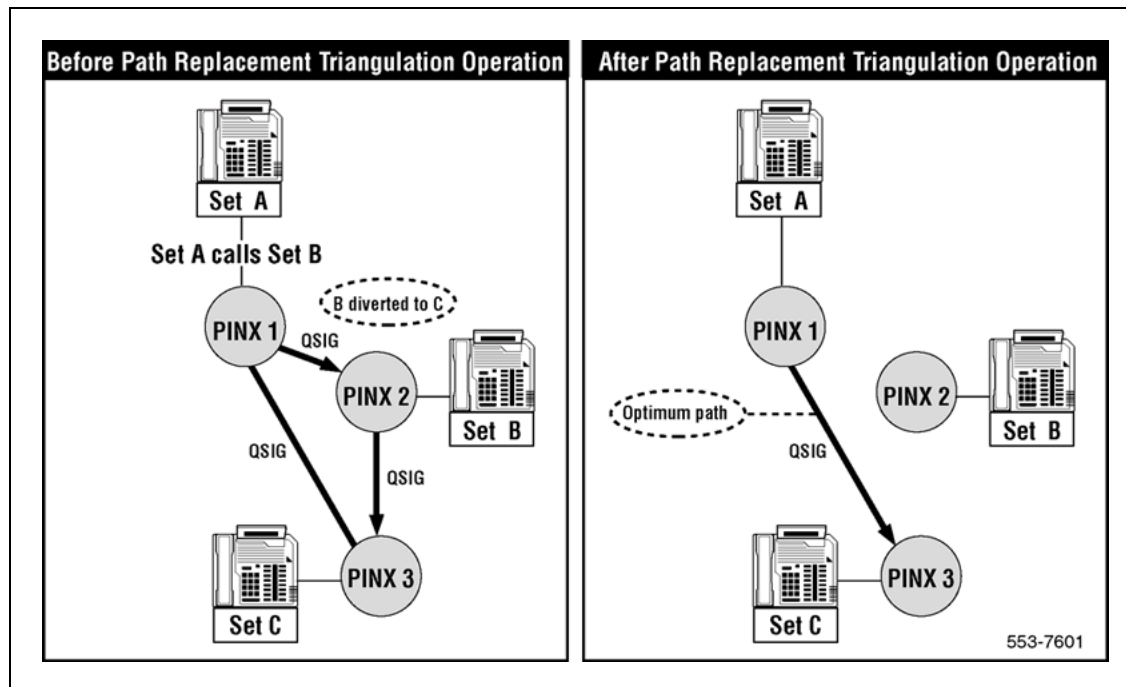 Before Path Replacement Triangulation Operation
Set A
Set A calls Set B
B diverted to C
PINX 1
QSIG
PINX 2
Set B
QSIG
QSIG
PINX 3
Set C
After Path Replacement Triangulation Operation
Set A
PINX 1
PINX 2
Optimum path
Set B
QSIG
PINX 3
Set C
553-7601